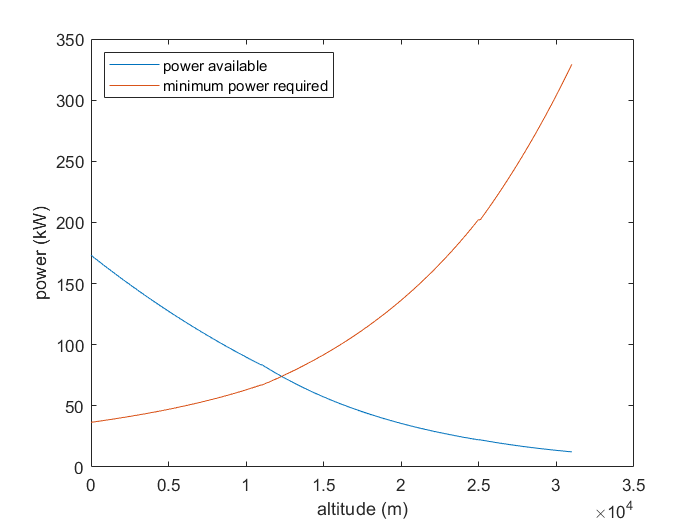 350
300
250
200
150
100
50
0
power (kW)
power available
minimum power required
0 0.5 1 1.5 2 2.5 3 3.5
altitude (m)
×10⁴